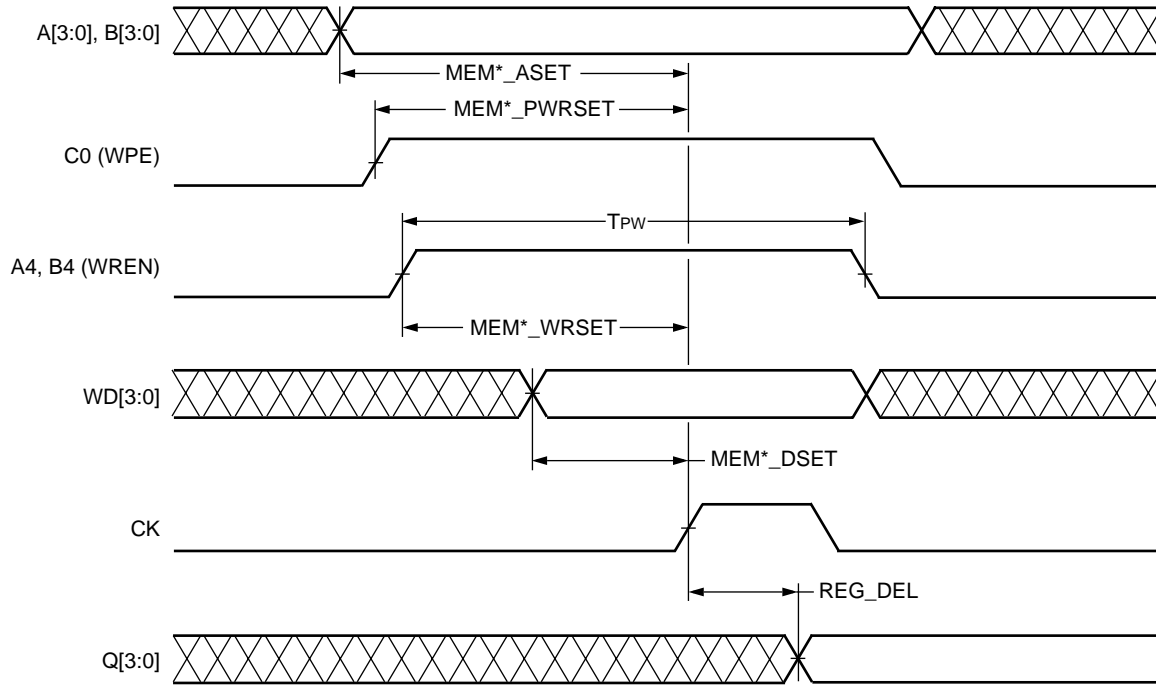 A[3:0], B[3:0]
MEM*_ASET
MEM*_PWRSET
C0 (WPE)
TPW
A4, B4 (WREN)
MEM*_WRSET
WD[3:0]
MEM*_DSET
CK
REG_DEL
Q[3:0]